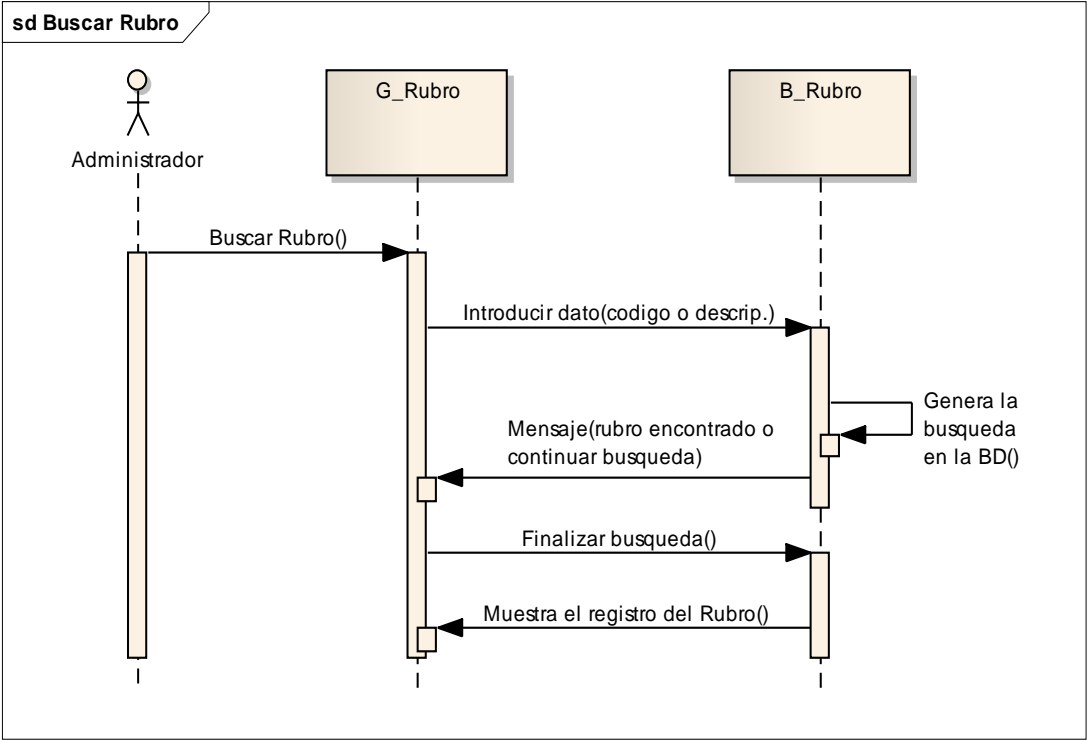 sd Buscar Rubro
Administrador
G_Rubro
B_Rubro
Buscar Rubro()
Introducir dato(codigo o descrip.)
Genera la
busqueda
en la BD()
Mensaje(rubro encontrado o
continuar busqueda)
Finalizar busqueda()
Muestra el registro del Rubro()